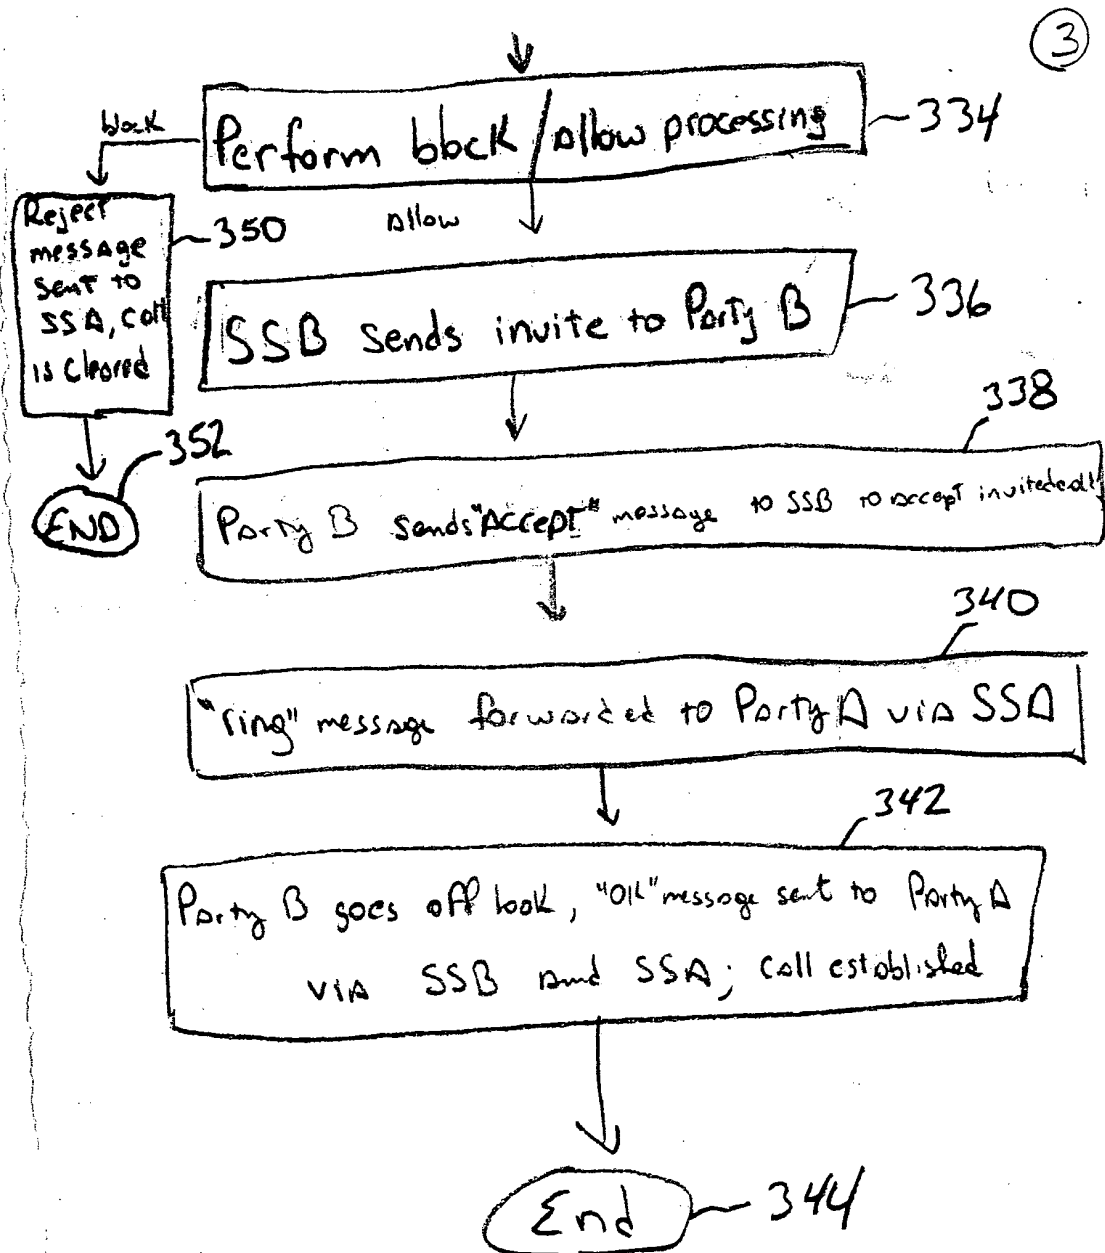 3
Perform block / Allow processing
334
block
Reject
message
sent to
SSA, call
is cleared
350
Allow
SSB sends invite to Party B
336
352
END
338
Party B sends "Accept" message to SSB to accept invited call
340
"ring" message forwarded to Party A via SSA
342
Party B goes off hook, "OK" message sent to Party A
via SSB and SSA; call established
End
344